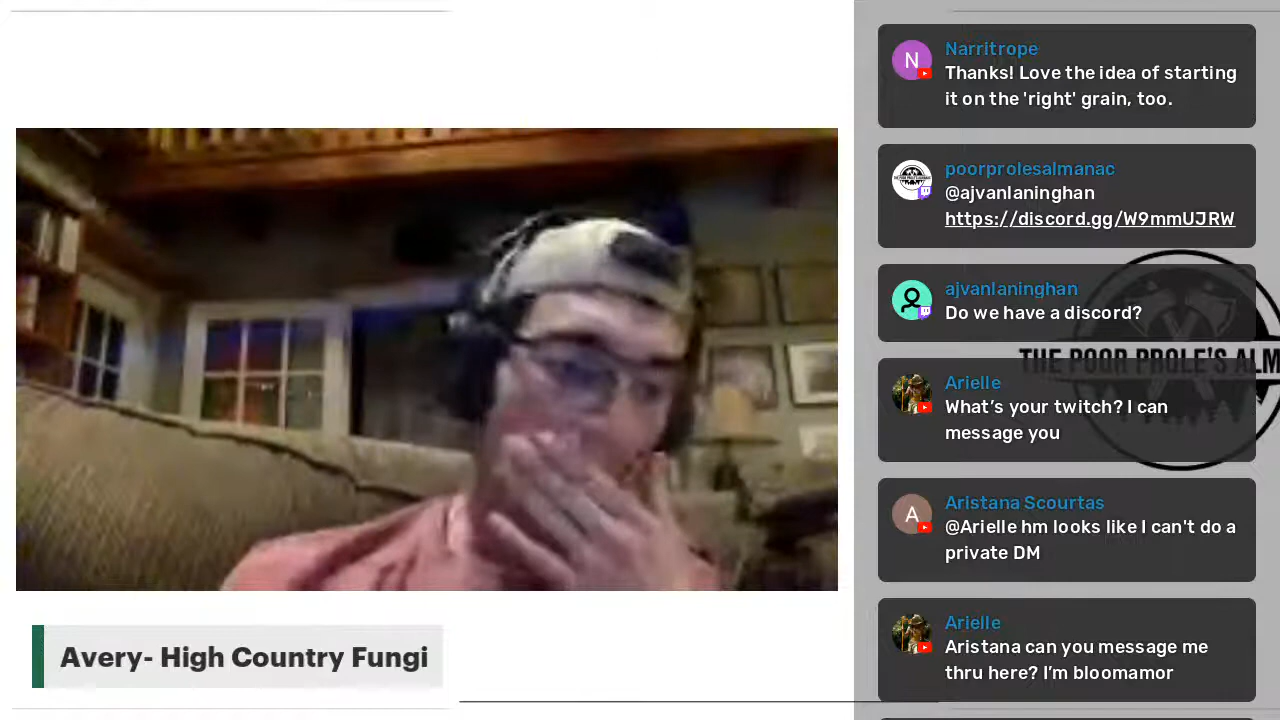 Narritrope
N
Thanks! Love the idea of starting
it on the 'right' grain, too.
poorprolesalmanac
@ajvanlaninghan
https://discord.gg/W9mmUJRW
ajvanlaninghan
Do we have a discord?
THE POOR PROLE'S ALM
Arielle
What's your twitch? I can
message you
Aristana Scourtas
A
@Arielle hm looks like I can't do a
private DM
Arielle
Aristana can you message me
thru here? I'm bloomamor
Avery- High Country Fungi